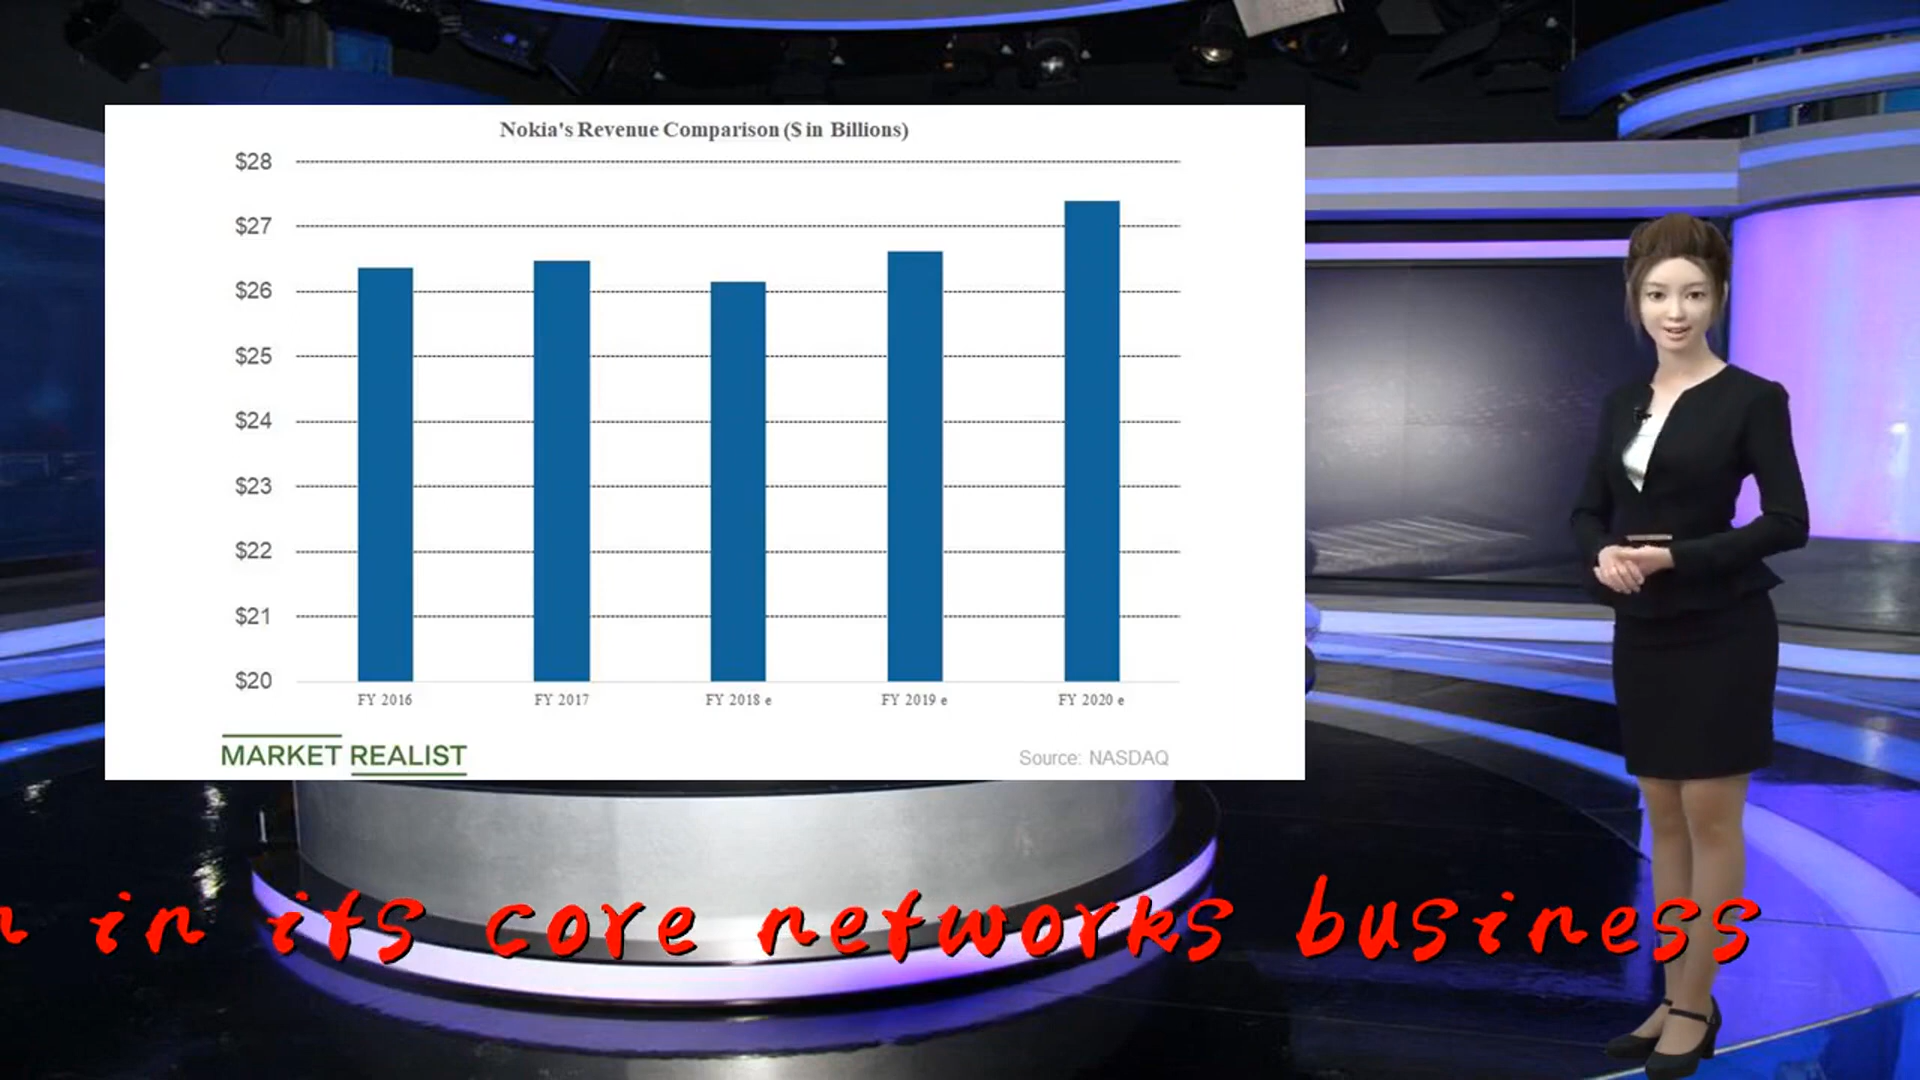 Nokia's Revenue Comparison ($ in Billions)
$28
$27
$26
$25
$24
$23
$22
$21
$20
FY 2016 FY 2017 FY 2018 e FY 2019 e FY 2020 e
MARKET REALIST
Source: NASDAQ
in its core networks business